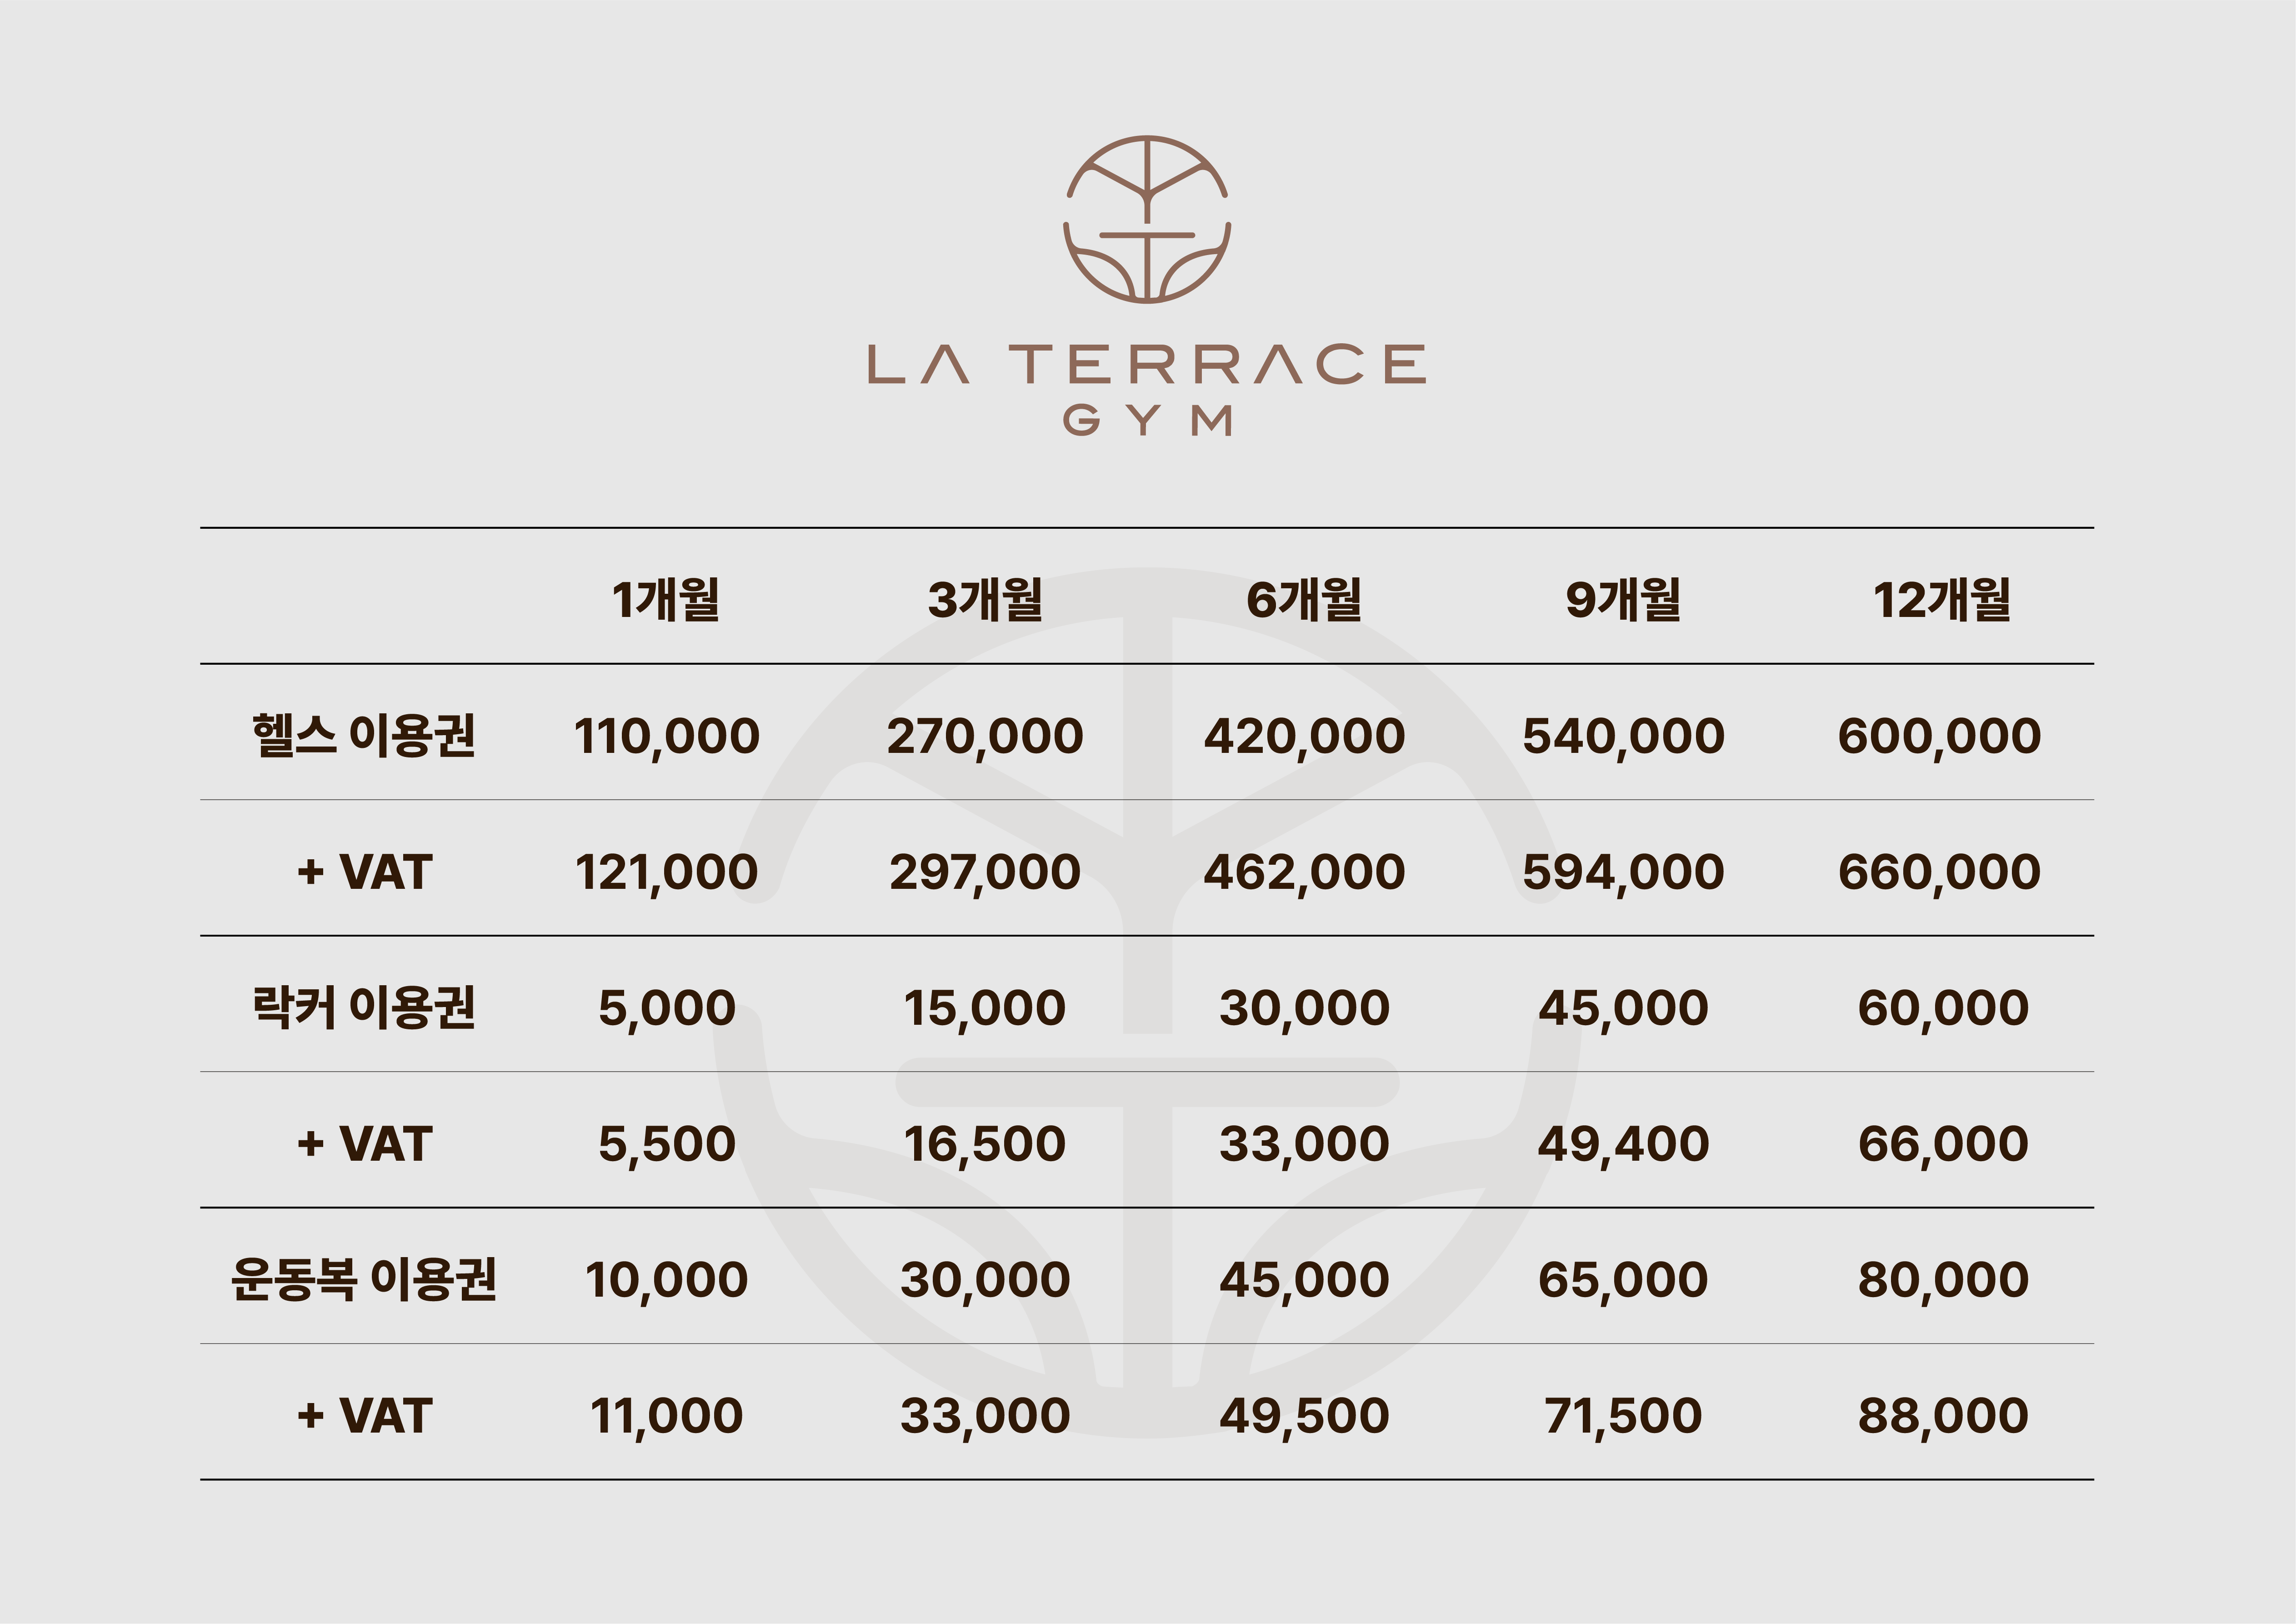 LA TERRACE
GYM
1개월 3개월 6개월 9개월 12개월
헬스 이용권 110,000 270,000 420,000 540,000 600,000
+ VAT 121,000 297,000 462,000 594,000 660,000
락커 이용권 5,000 15,000 30,000 45,000 60,000
+ VAT 5,500 16,500 33,000 49,400 66,000
운동복 이용권 10,000 30,000 45,000 65,000 80,000
+ VAT 11,000 33,000 49,500 71,500 88,000